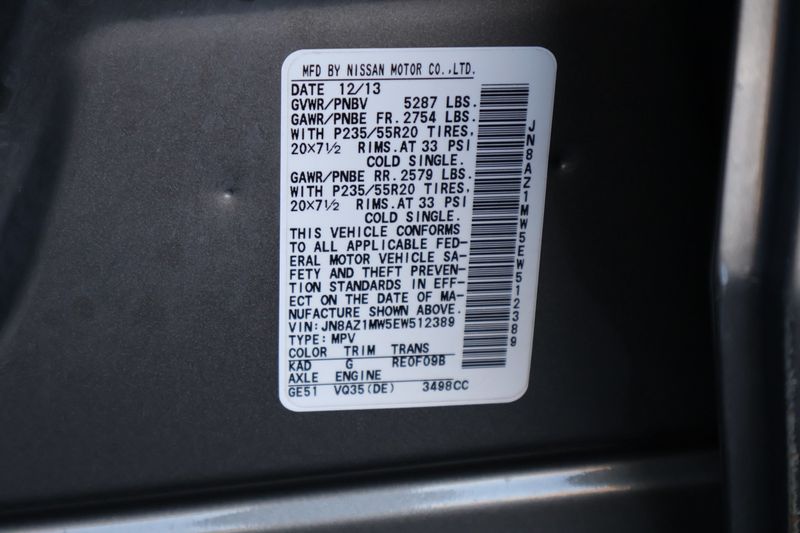 MFD BY NISSAN MOTOR CO.,LTD.
DATE 12/13
GVWR/PNBV 5287 LBS.
GAWR/PNBE FR. 2754 LBS.
WITH P235/55R20 TIRES,
20×7½ RIMS.AT 33 PSI
COLD SINGLE.
GAWR/PNBE RR. 2579 LBS.
WITH P235/55R20 TIRES,
20×7½ RIMS.AT 33 PSI
COLD SINGLE.
THIS VEHICLE CONFORMS
TO ALL APPLICABLE FED-
ERAL MOTOR VEHICLE SA-
FETY AND THEFT PREVEN-
TION STANDARDS IN EFF-
ECT ON THE DATE OF MA-
NUFACTURE SHOWN ABOVE.
VIN:JN8AZ1MW5EW512389
TYPE:MPV
COLOR TRIM TRANS
KAD G RE0F09B
AXLE ENGINE
GE51 VQ35(DE) 3498CC
JN8AZ1MW5EW512389